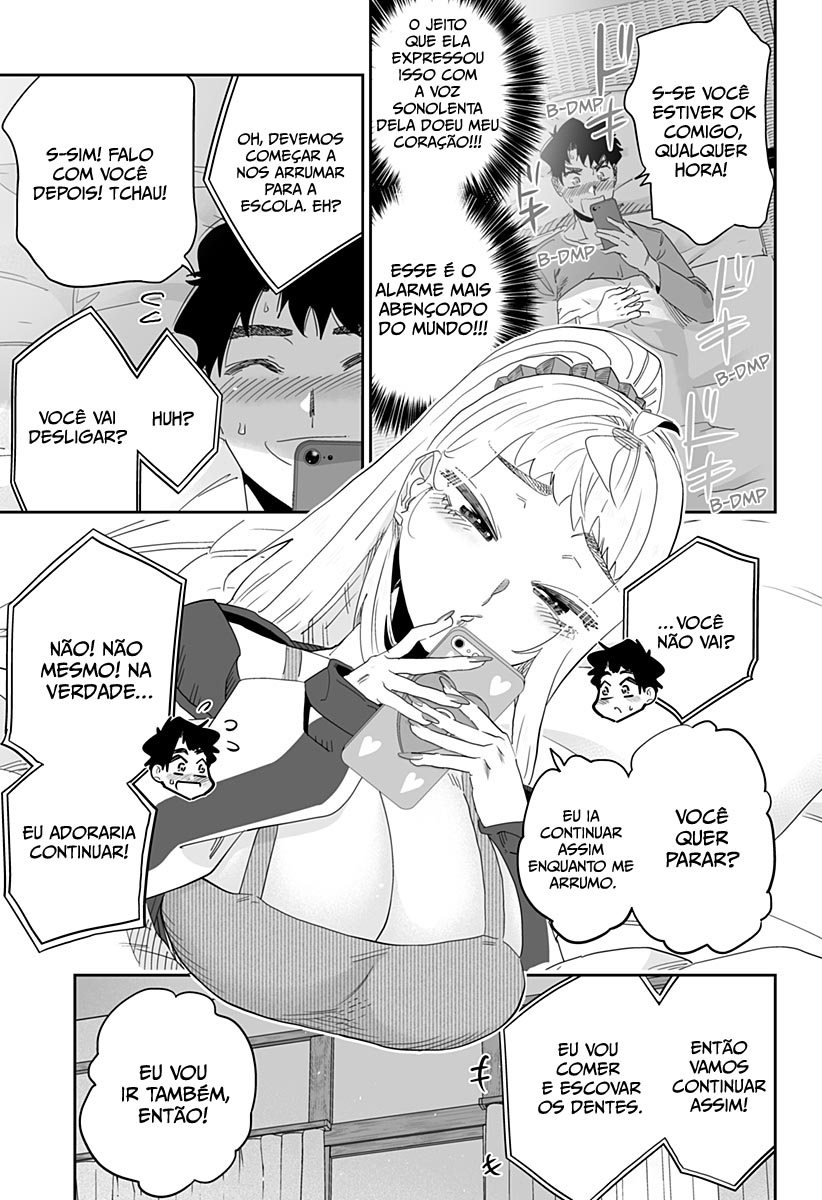 S-SE VOCÊ
ESTIVER OK
COMIGO,
QUALQUER
HORA!
B-DMP
B-DMP
B-DMP
B-DMP
ドキ
ドキ
O JEITO
QUE ELA
EXPRESSOU
ISSO COM
A VOZ
SONOLENTA
DELA DOEU MEU
CORAÇÃO!!!
ESSE É O
ALARME MAIS
ABENÇOADO
DO MUNDO!!!
OH, DEVEMOS
COMEÇAR A
NOS ARRUMAR
PARA A
ESCOLA. EH?
S-SIM! FALO
COM VOCÊ
DEPOIS! TCHAU!
HUH?
VOCÊ VAI
DESLIGAR?
...VOCÊ
NÃO VAI?
VOCÊ
QUER
PARAR?
EU IA
CONTINUAR
ASSIM
ENQUANTO ME
ARRUMO.
NÃO! NÃO
MESMO! NA
VERDADE...
EU ADORARIA
CONTINUAR!
ENTÃO
VAMOS
CONTINUAR
ASSIM!
EU VOU
COMER
E ESCOVAR
OS DENTES.
EU VOU
IR TAMBÉM,
ENTÃO!